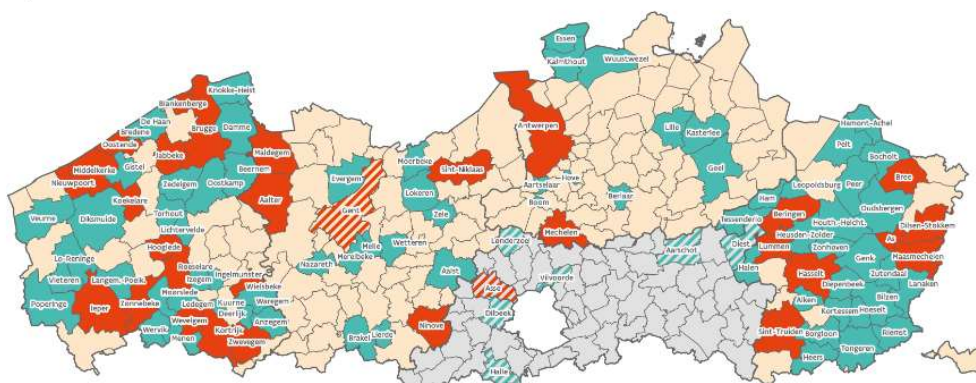 Essen
Kalmthout
Wuustwezel
Knokke-Heist
Blankenberge
De Haan
Bredene
Brugge
Damme
Oostende
Antwerpen
Lille
Kasterlee
Hamont-Achel
Pelt
Bocholt
Maldegem
Middelkerke
Gistel
Jabbeke
Beernem
Moerbeke
Sint-Niklaas
Evergem
Aartselaar
Hove
Geel
Bree
Nieuwpoort
Koekelare
Zedelgem
Oostkamp
Aalter
Lokeren
Boom
Berlaar
Ham
Leopoldsburg
Peer
Oudsbergen
Veurne
Diksmuide
Torhout
Lichtervelde
Gent
Zele
Mechelen
Tessenderlo
Beringen
Houth.-Helcht.
Dilsen-Stokkem
Hooglede
Melle
Wetteren
Londerzeel
Aarschot
Diest
Lummen
Heusden-Zolder
Zonhoven
As
Maasmechelen
Lo-Reninge
Merelbeke
Nazareth
Aalst
Vilvoorde
Halen
Hasselt
Genk
Zutendaal
Vleteren
Langem.-Poelk.
Roeselare
Izegem
Ingelmunster
Moorslede
Wielsbeke
Asse
Diepenbeek
Lanaken
Poperinge
Ieper
Zonnebeke
Ledegem
Kuurne
Waregem
Dilbeek
Alken
Kortessem
Bilzen
Hoeselt
Wevelgem
Deerlijk
Anzegem
Ninove
Sint-Truiden
Borgloon
Riemst
Wervik
Menen
Kortrijk
Zwevegem
Brakel
Lierde
Halle
Heers
Tongeren